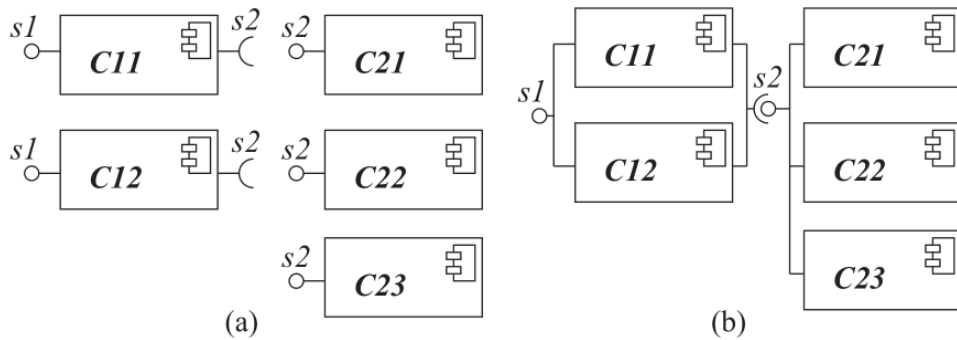 s1 C11 s2 s2 C21
s1 C12 s2 s2 C22
s2 C23
(a)
C11 s2 C21
s1
C12 C22
C23
(b)